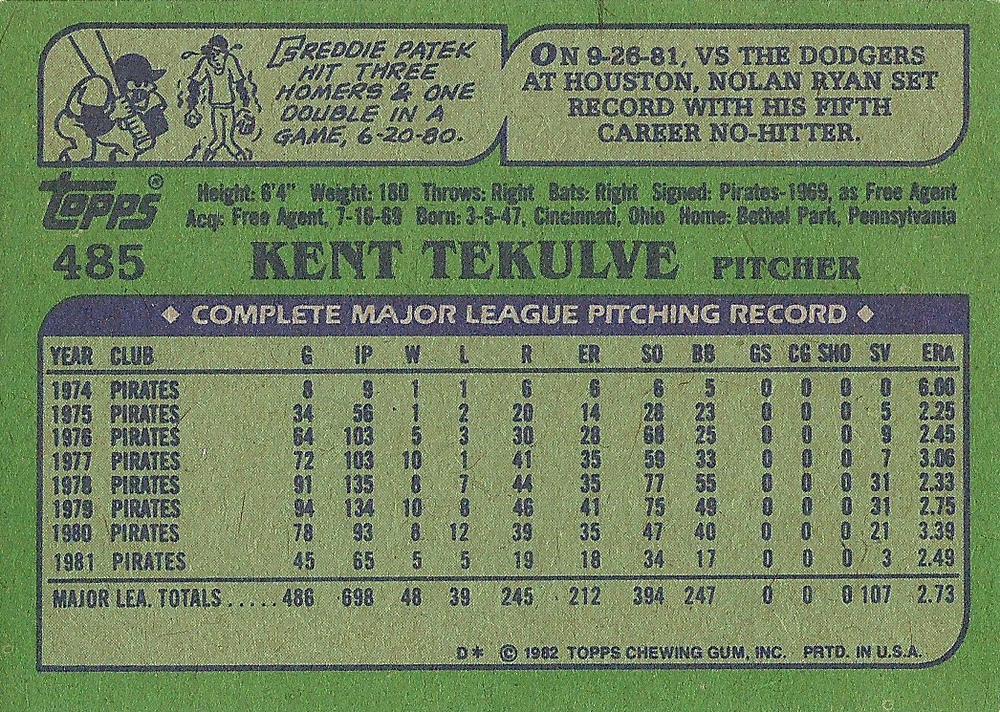 GREDDIE PATEK
HIT THREE
HOMERS & ONE
DOUBLE IN A
GAME, 6-20-80.
ON 9-26-81, VS THE DODGERS
AT HOUSTON, NOLAN RYAN SET
RECORD WITH HIS FIFTH
CAREER NO-HITTER.
Topps®
Height: 6'4" Weight: 180 Throws: Right Bats: Right Signed: Pirates-1969, as Free Agent
Acq: Free Agent, 7-16-69 Born: 3-5-47, Cincinnati, Ohio Home: Bethel Park, Pennsylvania
485 KENT TEKULVE PITCHER
◆ COMPLETE MAJOR LEAGUE PITCHING RECORD ◆
YEAR CLUB G IP W L R ER SO BB GS CG SHO SV ERA
1974 PIRATES 8 9 1 1 6 6 6 5 0 0 0 0 6.00
1975 PIRATES 34 56 1 2 20 14 28 23 0 0 0 5 2.25
1976 PIRATES 64 103 5 3 30 28 68 25 0 0 0 9 2.45
1977 PIRATES 72 103 10 1 41 35 59 33 0 0 0 7 3.06
1978 PIRATES 91 135 8 7 44 35 77 55 0 0 0 31 2.33
1979 PIRATES 94 134 10 8 46 41 75 49 0 0 0 31 2.75
1980 PIRATES 78 93 8 12 39 35 47 40 0 0 0 21 3.39
1981 PIRATES 45 65 5 5 19 18 34 17 0 0 0 3 2.49
MAJOR LEA. TOTALS.....486 698 48 39 245 212 394 247 0 0 0 107 2.73
D* © 1982 TOPPS CHEWING GUM, INC. PRTD. IN U.S.A.